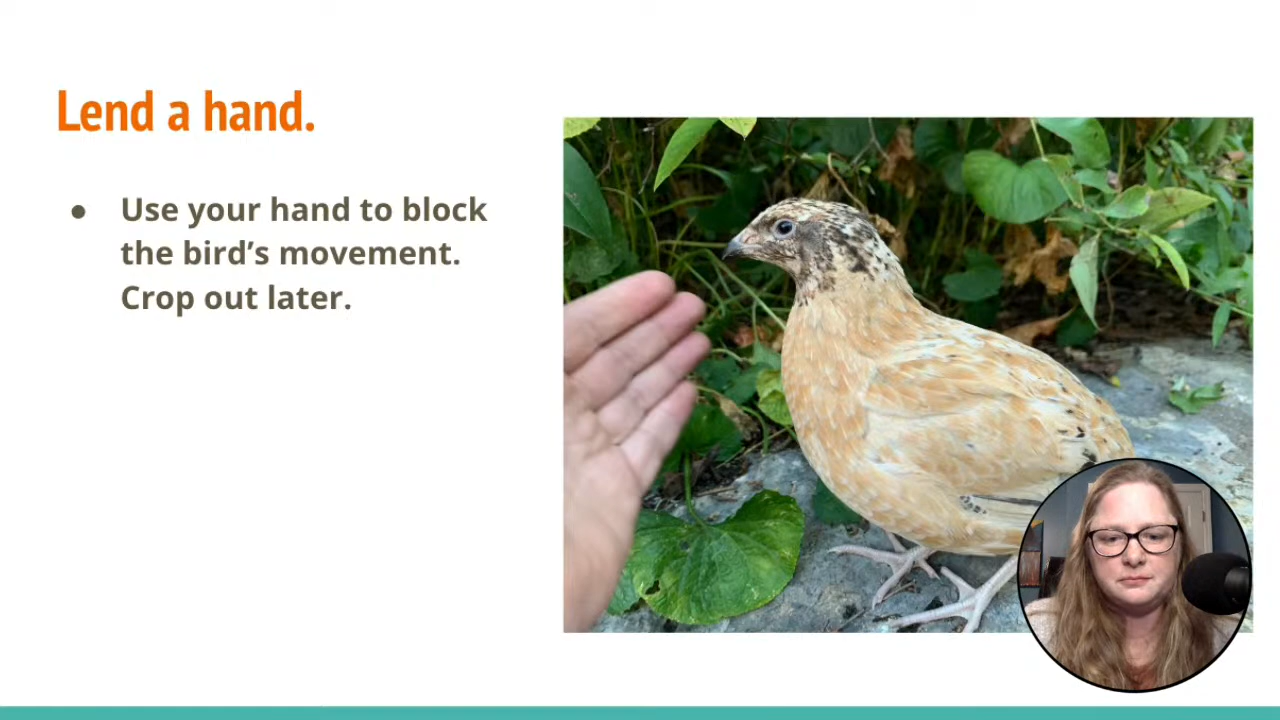 Lend a hand.
● Use your hand to block
the bird’s movement.
Crop out later.